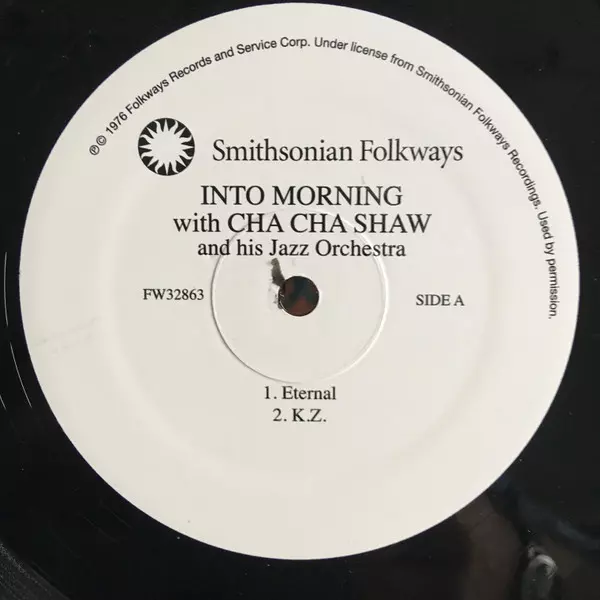 ℗© 1976 Folkways Records and Service Corp. Under license from Smithsonian Folkways Recordings. Used by permission.
Smithsonian Folkways
INTO MORNING
with CHA CHA SHAW
and his Jazz Orchestra
FW32863
SIDE A
1. Eternal
2. K.Z.